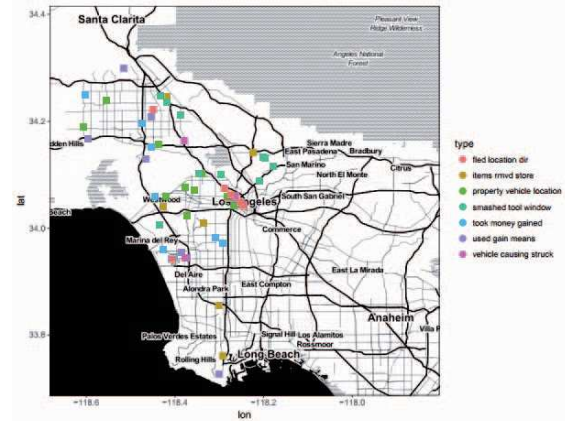 34.4
34.2
34.0
33.8
lat
-118.6
-118.4
-118.2
-118.0
lon
Santa Clarita
Pleasant View
Ridge Wilderness
Angeles National
Forest
Sierra Madre
East Pasadena
Bradbury
San Marino
Citrus
dden Hills
North El Monte
Westwood
Los Angeles
South San Gabriel
Beach
Commerce
Marina del Rey
Del Aire
East La Mirada
Alondra Park
East Compton
Anaheim
Palos Verdes Estates
Signal Hill
Los Alamitos
Rossmoor
Villa P
Rolling Hills
Long Beach
type
fled location dir
items rmvd store
property vehicle location
smashed tool window
took money gained
used gain means
vehicle causing struck